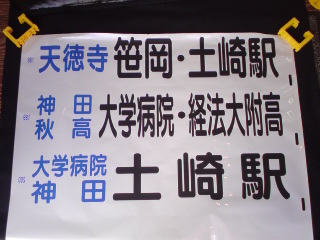 天徳寺 笹岡・土崎駅
神田 秋高 大学病院・経法大附高
大学病院 神田 土崎駅